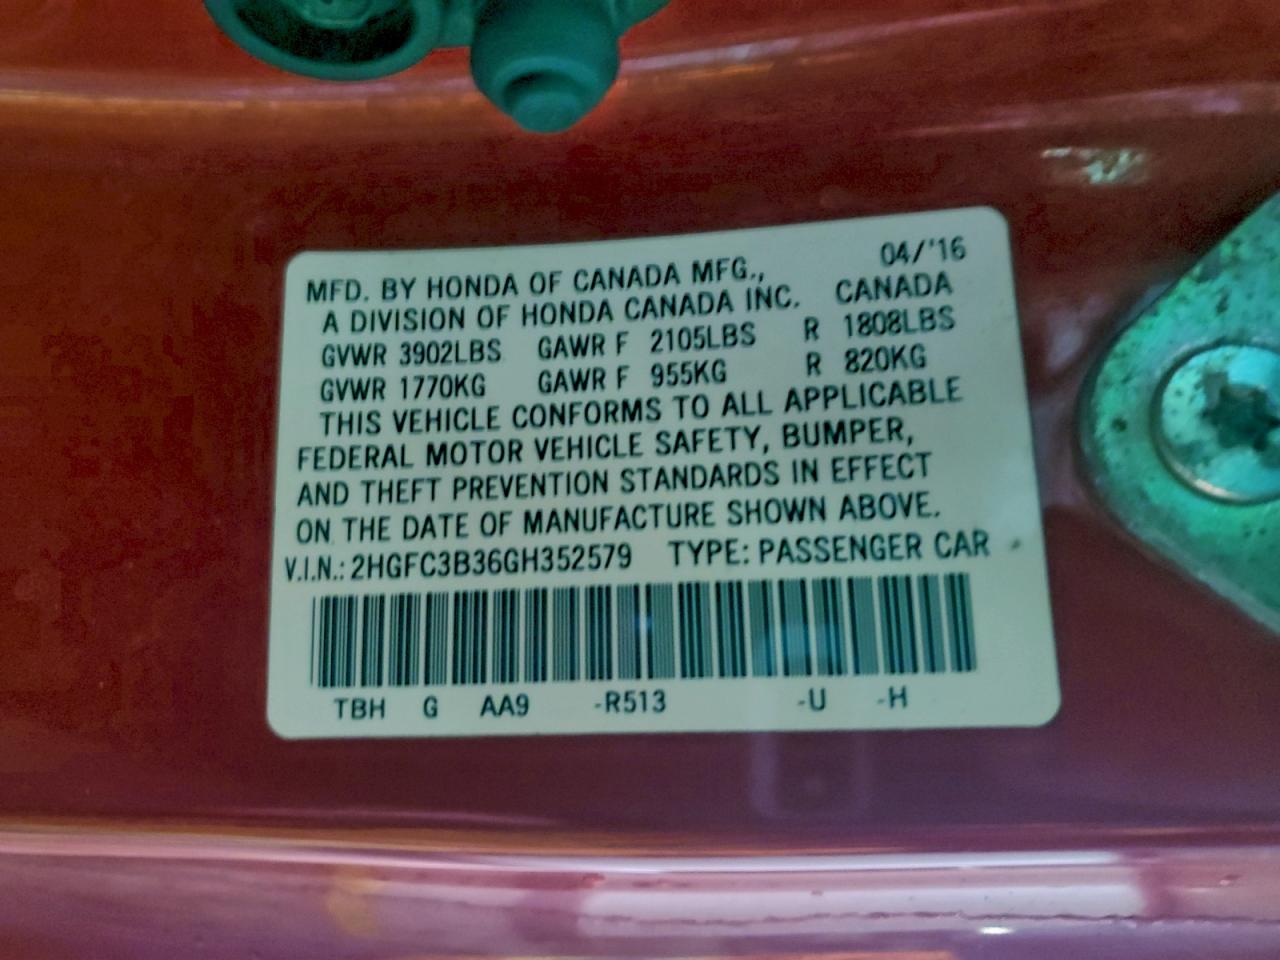 04/'16
MFD. BY HONDA OF CANADA MFG.,
A DIVISION OF HONDA CANADA INC. CANADA
GVWR 3902LBS GAWR F 2105LBS R 1808LBS
GVWR 1770KG GAWR F 955KG R 820KG
THIS VEHICLE CONFORMS TO ALL APPLICABLE
FEDERAL MOTOR VEHICLE SAFETY, BUMPER,
AND THEFT PREVENTION STANDARDS IN EFFECT
ON THE DATE OF MANUFACTURE SHOWN ABOVE.
V.I.N.: 2HGFC3B36GH352579 TYPE: PASSENGER CAR
TBH G AA9 -R513 -U -H